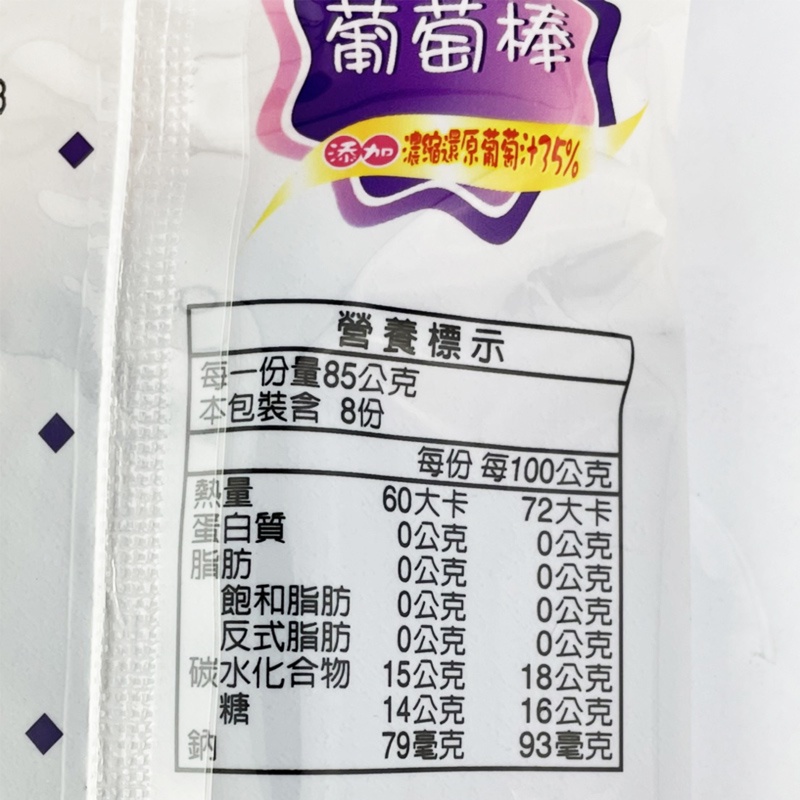 葡萄棒
添加 濃縮還原葡萄汁35%
營養標示
每一份量85公克
本包裝含 8份
每份 每100公克
熱量 60大卡 72大卡
蛋白質 0公克 0公克
脂肪 0公克 0公克
飽和脂肪 0公克 0公克
反式脂肪 0公克 0公克
碳水化合物 15公克 18公克
糖 14公克 16公克
鈉 79毫克 93毫克